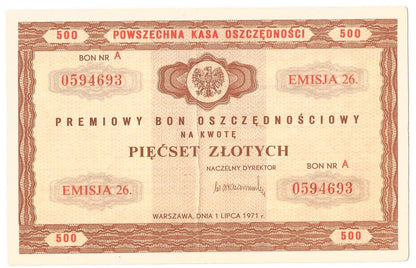 500 POWSZECHNA KASA OSZCZĘDNOŚCI 500
BON NR A
0594693 EMISJA 26.
PREMIOWY BON OSZCZĘDNOŚCIOWY
NA KWOTĘ
PIĘĆSET ZŁOTYCH
NACZELNY DYREKTOR BON NR A
EMISJA 26. 0594693
WARSZAWA, DNIA 1 LIPCA 1971 r.
500 500